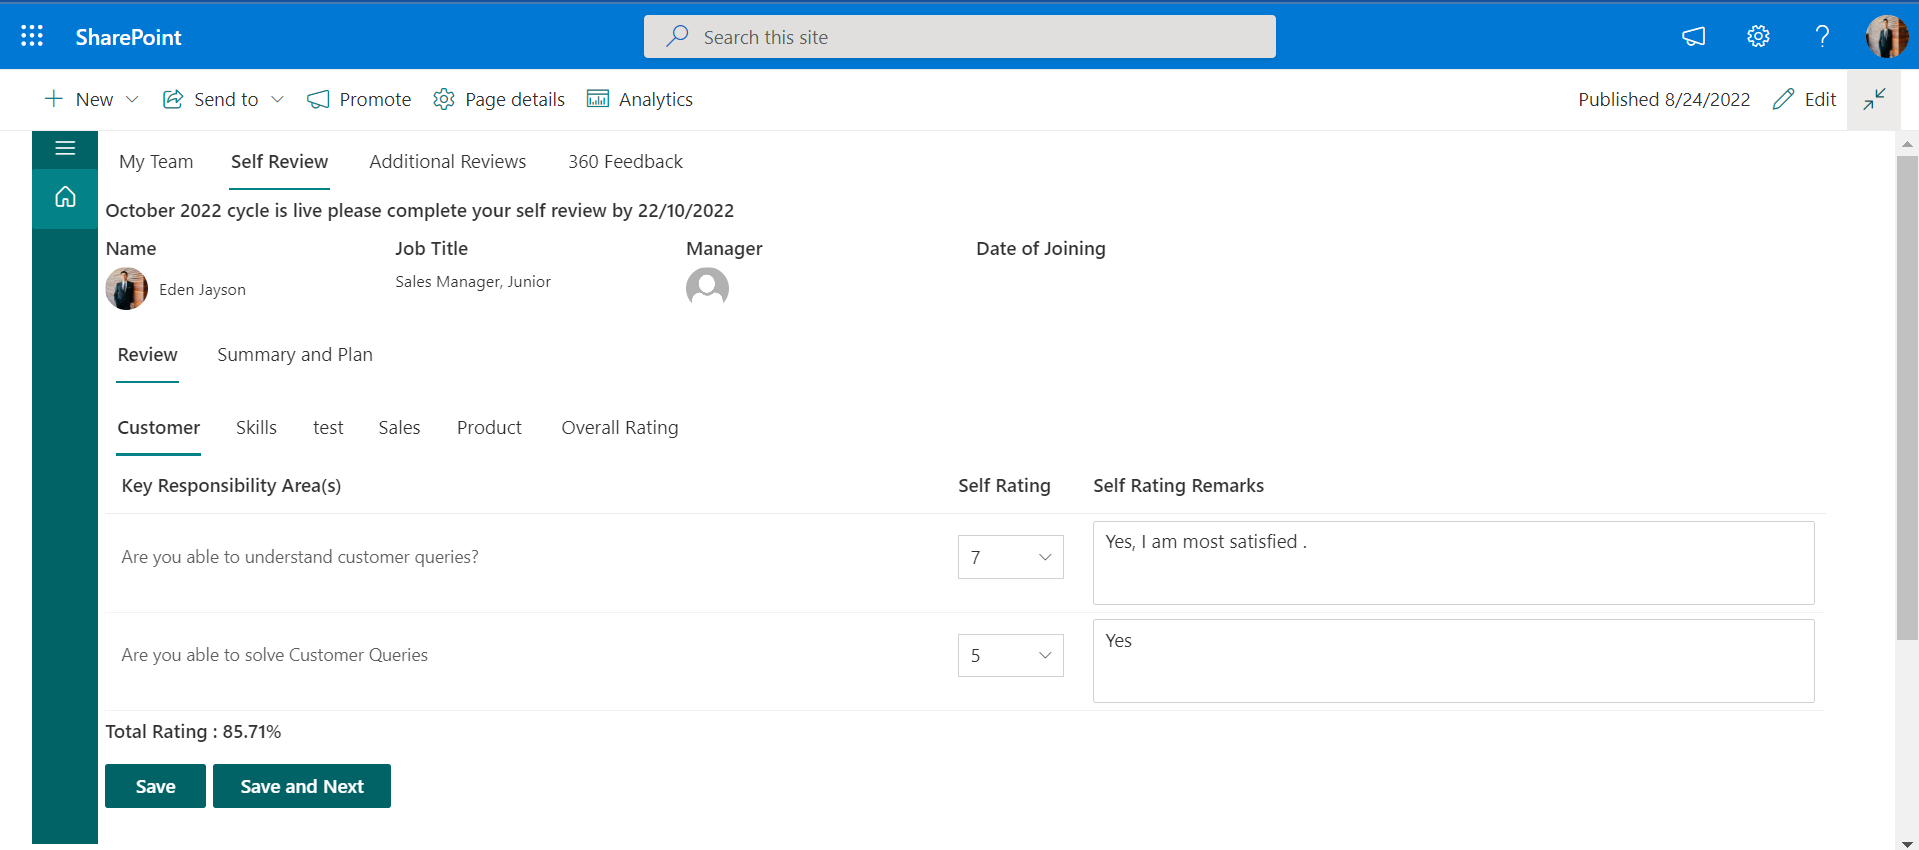 SharePoint
Search this site
New
Send to
Promote
Page details
Analytics
Published 8/24/2022
Edit
My Team
Self Review
Additional Reviews
360 Feedback
October 2022 cycle is live please complete your self review by 22/10/2022
Name
Job Title
Manager
Date of Joining
Eden Jayson
Sales Manager, Junior
Review
Summary and Plan
Customer
Skills
test
Sales
Product
Overall Rating
Key Responsibility Area(s)
Self Rating
Self Rating Remarks
Are you able to understand customer queries?
7
Yes, I am most satisfied .
Are you able to solve Customer Queries
5
Yes
Total Rating : 85.71%
Save
Save and Next